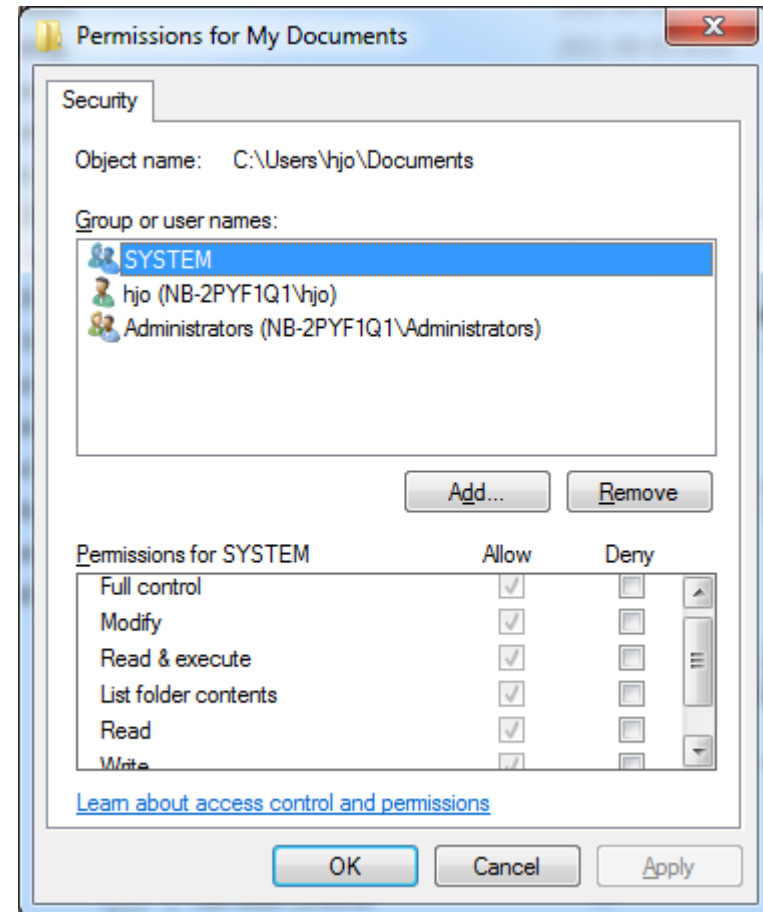 Permissions for My Documents
Security
Object name: C:\Users\hjo\Documents
Group or user names:
SYSTEM
hjo (NB-2PYF1Q1\hjo)
Administrators (NB-2PYF1Q1\Administrators)
Add... Remove
Permissions for SYSTEM Allow Deny
Full control
Modify
Read & execute
List folder contents
Read
Write
Learn about access control and permissions
OK Cancel Apply